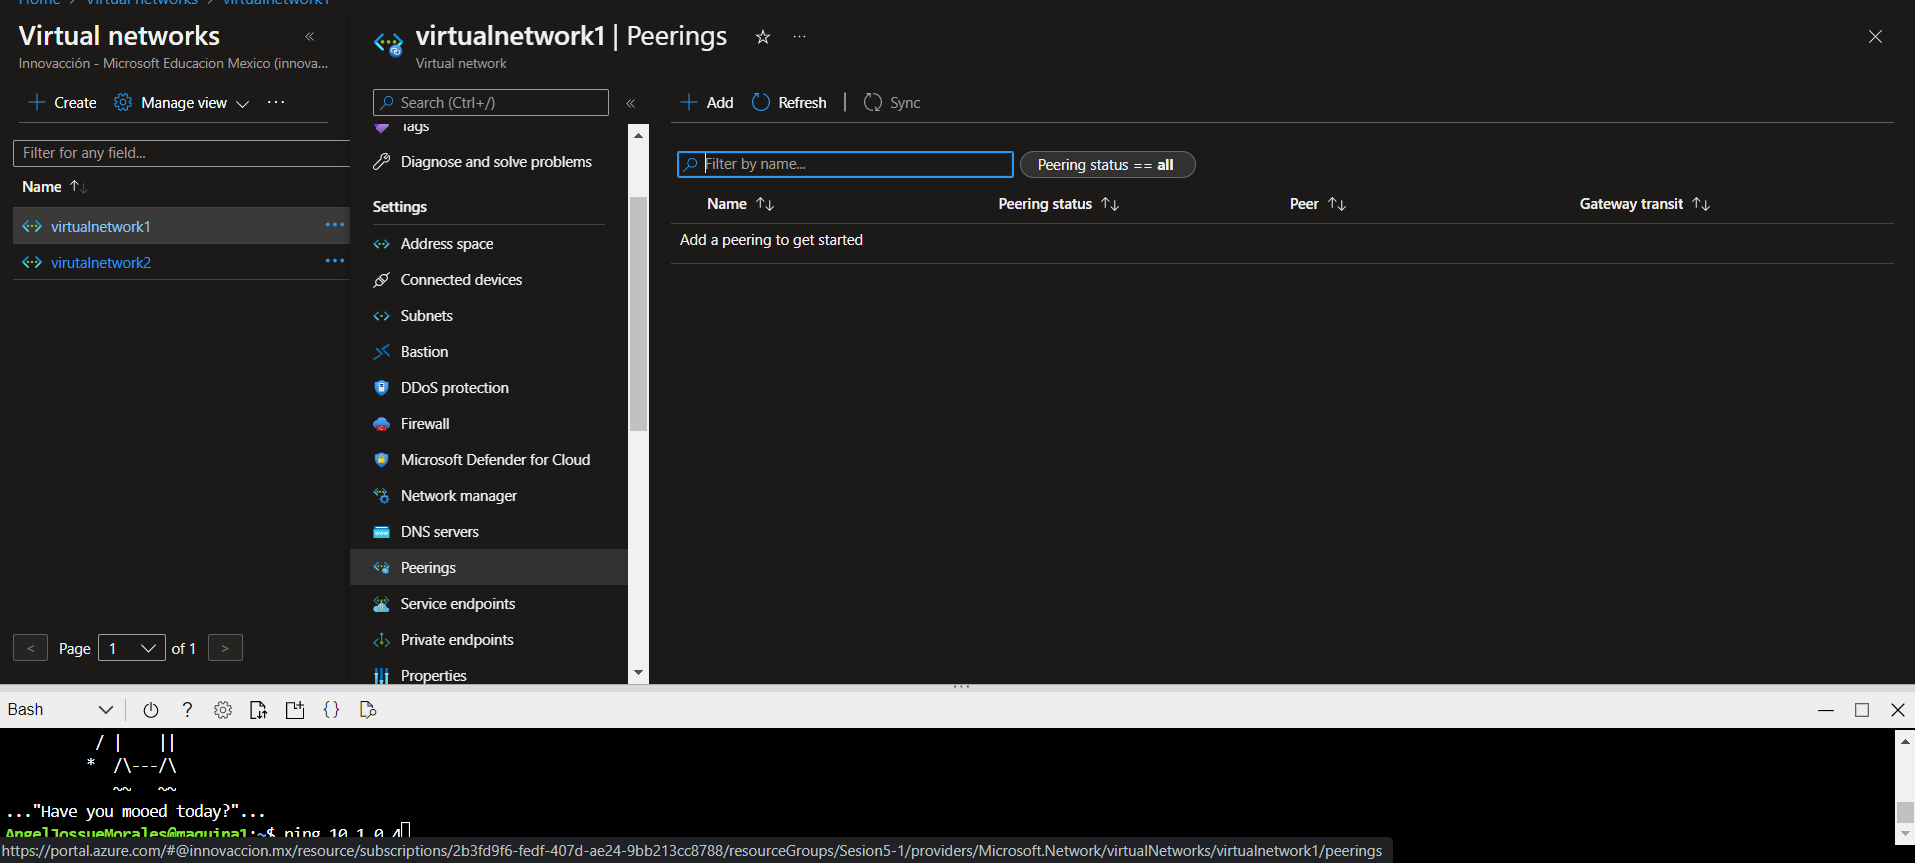 Home > Virtual networks > virtualnetwork1
Virtual networks «
Innovacción - Microsoft Educacion Mexico (innova...
+ Create Manage view ...
Filter for any field...
Name ↑↓
virtualnetwork1 ...
virutalnetwork2 ...
< Page 1 of 1 >
virtualnetwork1 | Peerings ☆ ...
Virtual network
Search (Ctrl+/) «
Tags
Diagnose and solve problems
Settings
Address space
Connected devices
Subnets
Bastion
DDoS protection
Firewall
Microsoft Defender for Cloud
Network manager
DNS servers
Peerings
Service endpoints
Private endpoints
Properties
+ Add Refresh | Sync
Filter by name... Peering status == all
Name ↑↓ Peering status ↑↓ Peer ↑↓ Gateway transit ↑↓
Add a peering to get started
Bash ? {}
/ |    ||
*  /\---/\
~~   ~~
..."Have you mooed today?"...
AngelJossueMorales@maquina1:~$ ping 10.1.0.4
https://portal.azure.com/#@innovaccion.mx/resource/subscriptions/2b3fd9f6-fedf-407d-ae24-9bb213cc8788/resourceGroups/Sesion5-1/providers/Microsoft.Network/virtualNetworks/virtualnetwork1/peerings